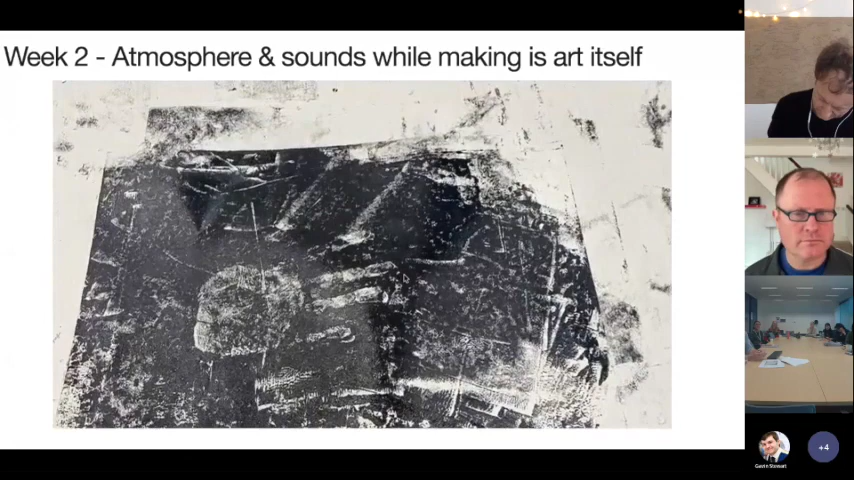 Week 2 - Atmosphere & sounds while making is art itself
Gavin Stewart
+4